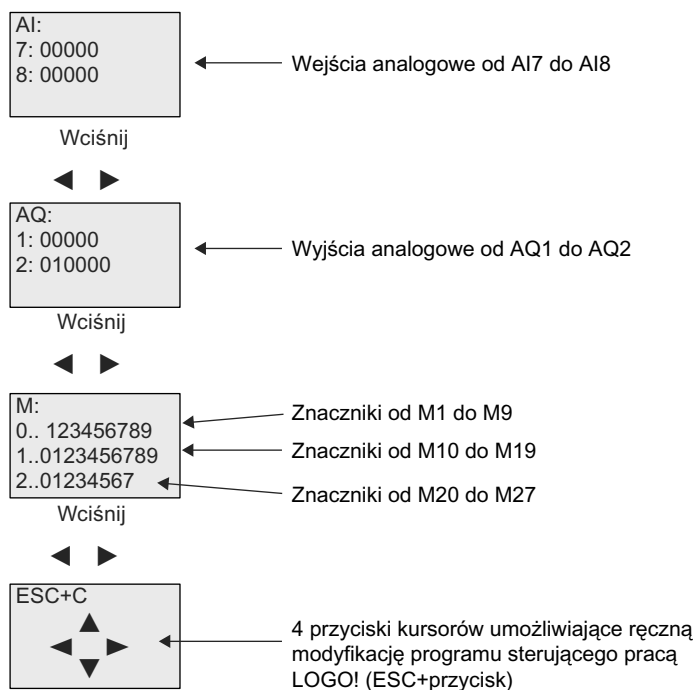 AI:
7: 00000
8: 00000
Wejścia analogowe od AI7 do AI8
Wciśnij
AQ:
1: 00000
2: 010000
Wyjścia analogowe od AQ1 do AQ2
Wciśnij
M:
0.. 123456789
1..0123456789
2..01234567
Znaczniki od M1 do M9
Znaczniki od M10 do M19
Znaczniki od M20 do M27
Wciśnij
ESC+C
4 przyciski kursorów umożliwiające ręczną
modyfikację programu sterującego pracą
LOGO! (ESC+przycisk)